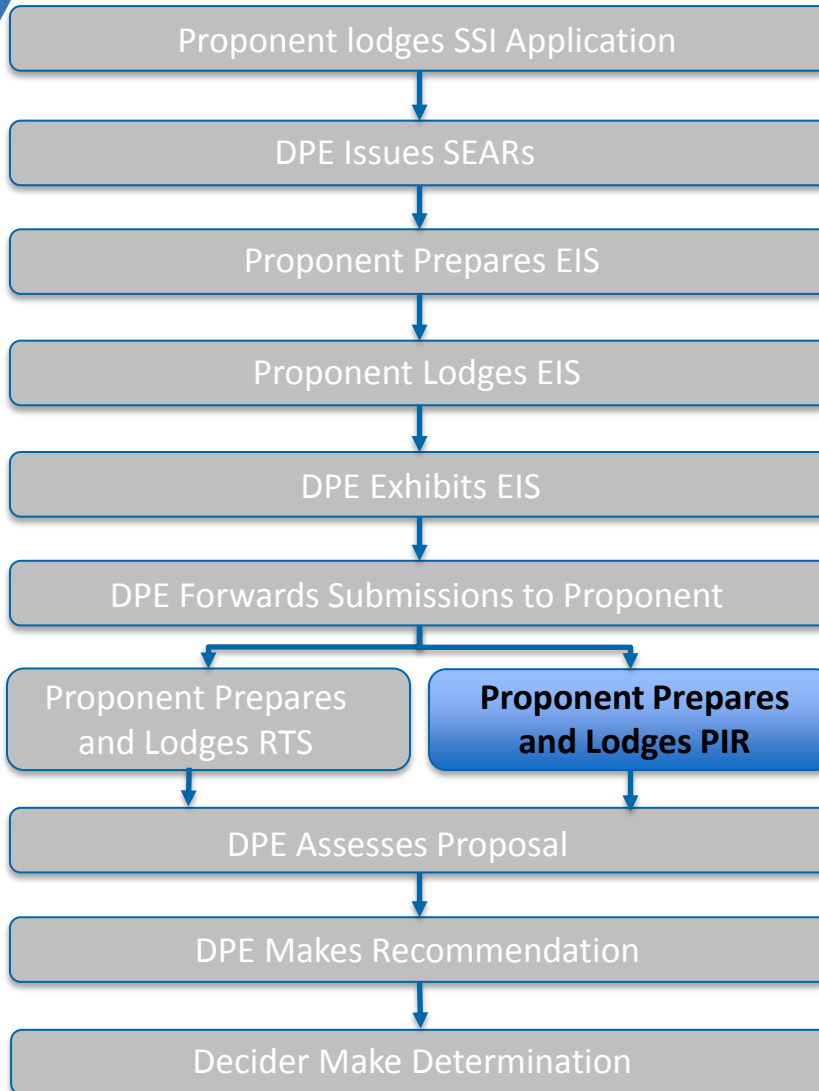 Proponent lodges SSI Application
DPE Issues SEARs
Proponent Prepares EIS
Proponent Lodges EIS
DPE Exhibits EIS
DPE Forwards Submissions to Proponent
Proponent Prepares
and Lodges RTS
Proponent Prepares
and Lodges PIR
DPE Assesses Proposal
DPE Makes Recommendation
Decider Make Determination